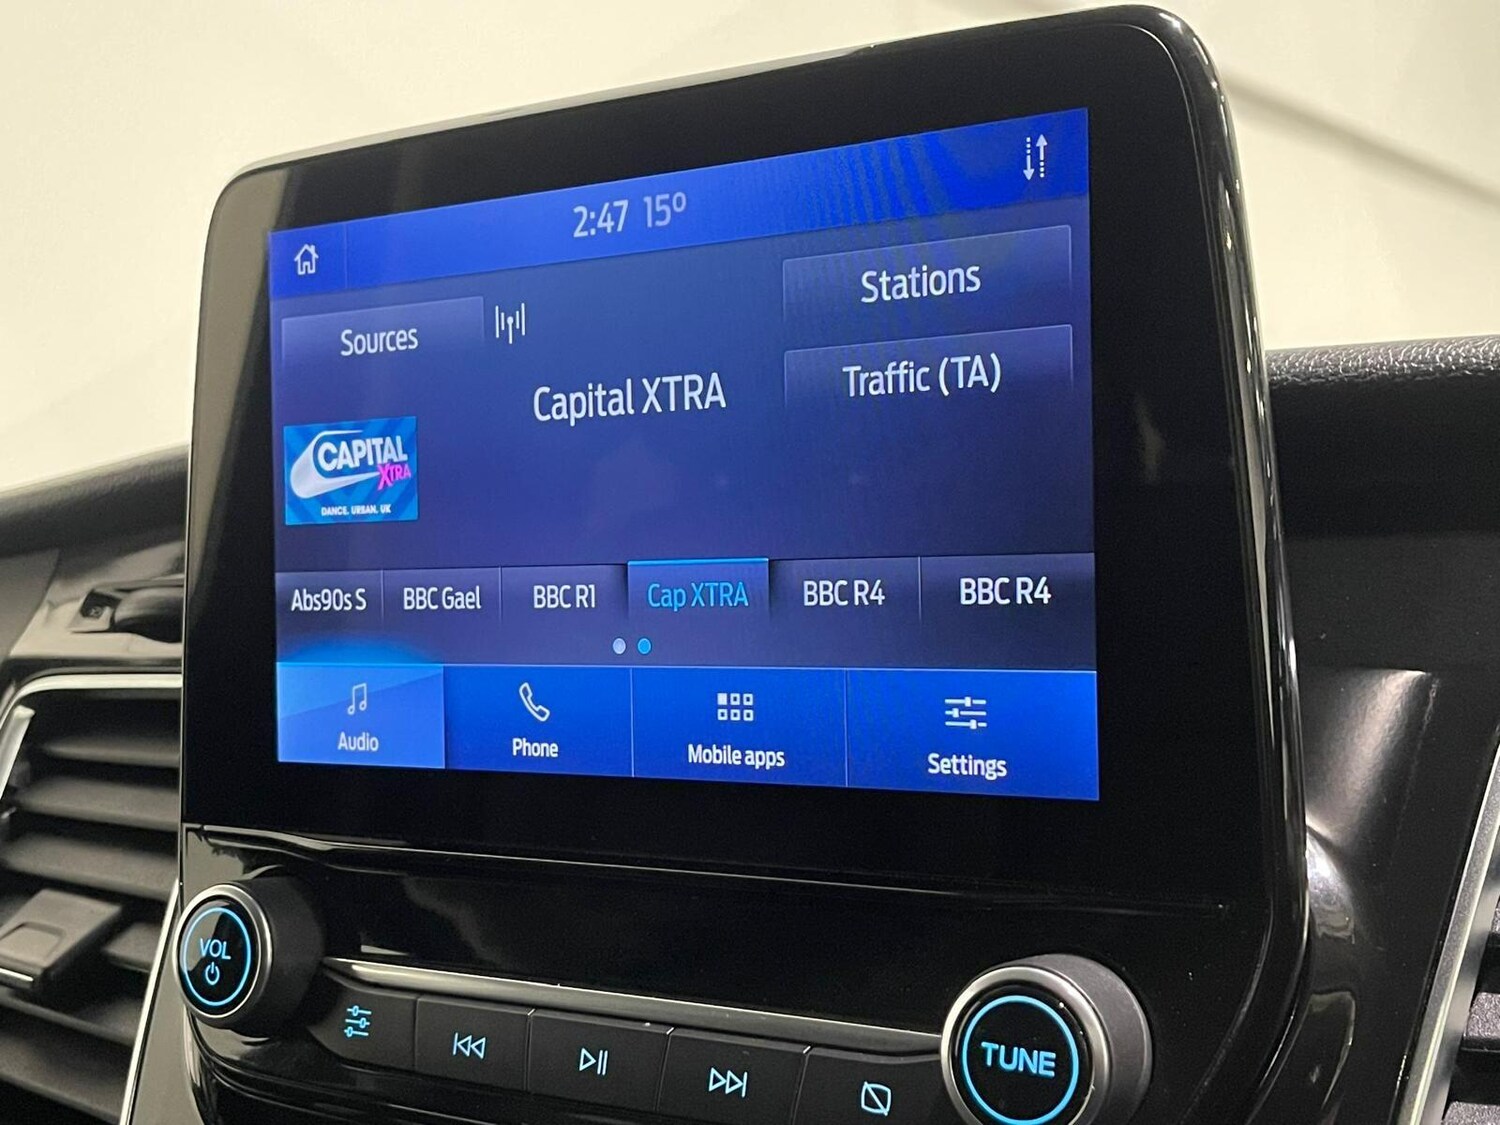 2:47 15°
Sources
Stations
Traffic (TA)
Capital XTRA
CAPITAL
XTRA
DANCE. URBAN. UK
Abs90s S BBC Gael BBC R1 Cap XTRA BBC R4 BBC R4
Audio Phone Mobile apps Settings
VOL
TUNE